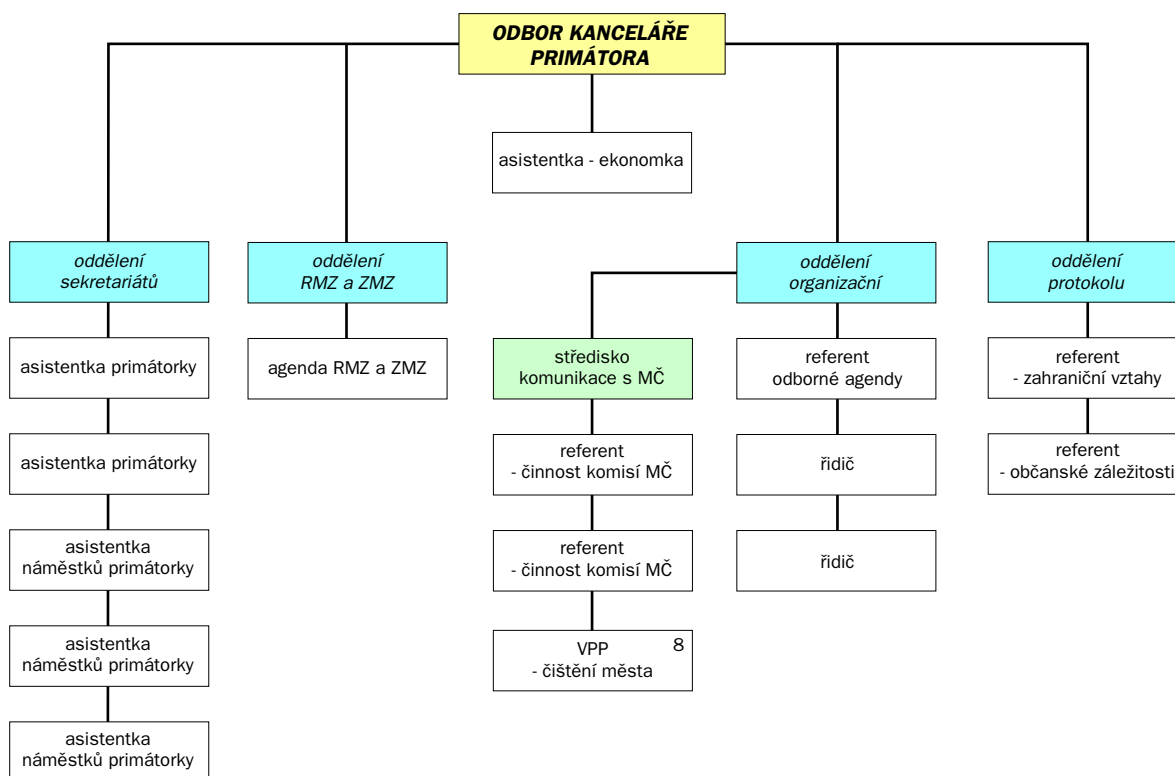 ODBOR KANCELÁŘE
PRIMÁTORA
asistentka - ekonomka
oddělení
sekretariátů
oddělení
RMZ a ZMZ
oddělení
organizační
oddělení
protokolu
asistentka primátorky
agenda RMZ a ZMZ
středisko
komunikace s MČ
referent
odborné agendy
referent
- zahraniční vztahy
asistentka primátorky
referent
- činnost komisí MČ
řidič
referent
- občanské záležitosti
asistentka
náměstků primátorky
referent
- činnost komisí MČ
řidič
asistentka
náměstků primátorky
VPP 8
- čištění města
asistentka
náměstků primátorky